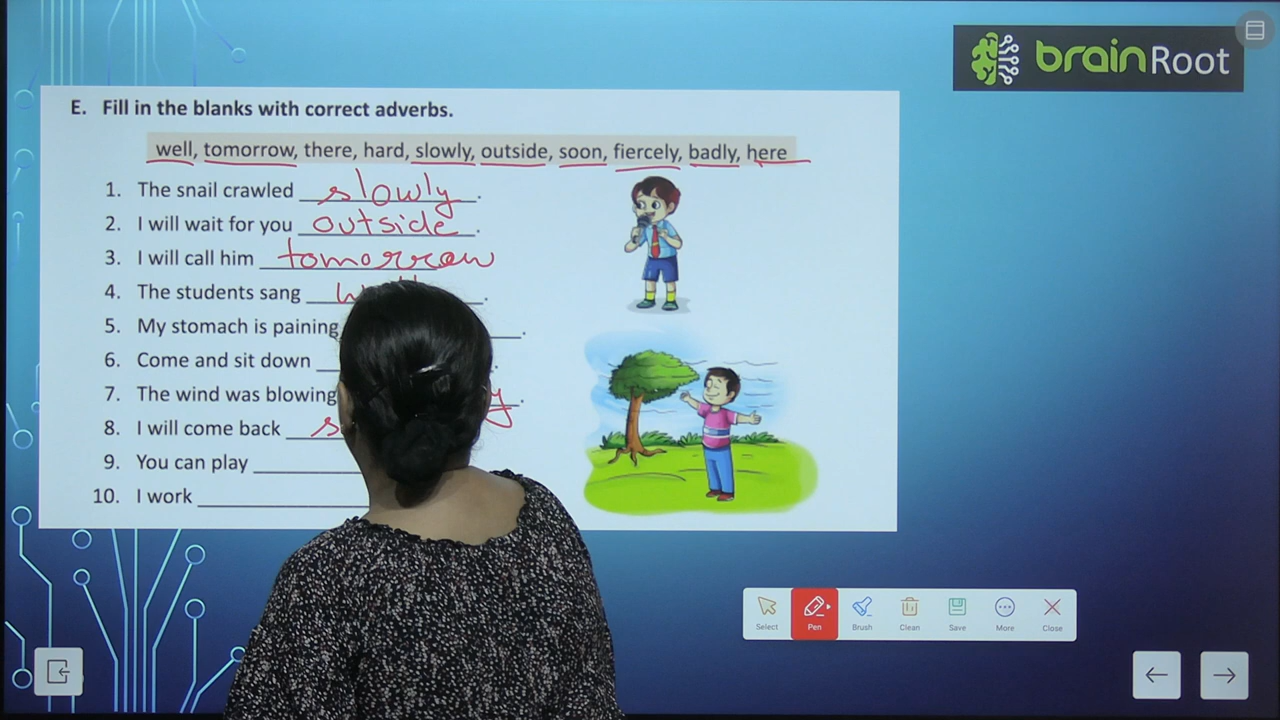 brainRoot
E. Fill in the blanks with correct adverbs.
well, tomorrow, there, hard, slowly, outside, soon, fiercely, badly, here
1. The snail crawled slowly.
2. I will wait for you outside.
3. I will call him tomorrow
4. The students sang .
5. My stomach is paining .
6. Come and sit down .
7. The wind was blowing .
8. I will come back
9. You can play
10. I work
Select Pen Brush Clean Save More Close